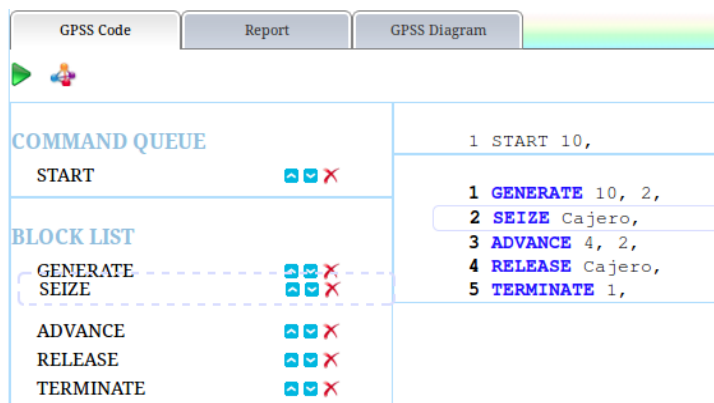 GPSS Code Report GPSS Diagram
COMMAND QUEUE
START
BLOCK LIST
GENERATE
SEIZE
ADVANCE
RELEASE
TERMINATE
1 START 10,
1 GENERATE 10, 2,
2 SEIZE Cajero,
3 ADVANCE 4, 2,
4 RELEASE Cajero,
5 TERMINATE 1,